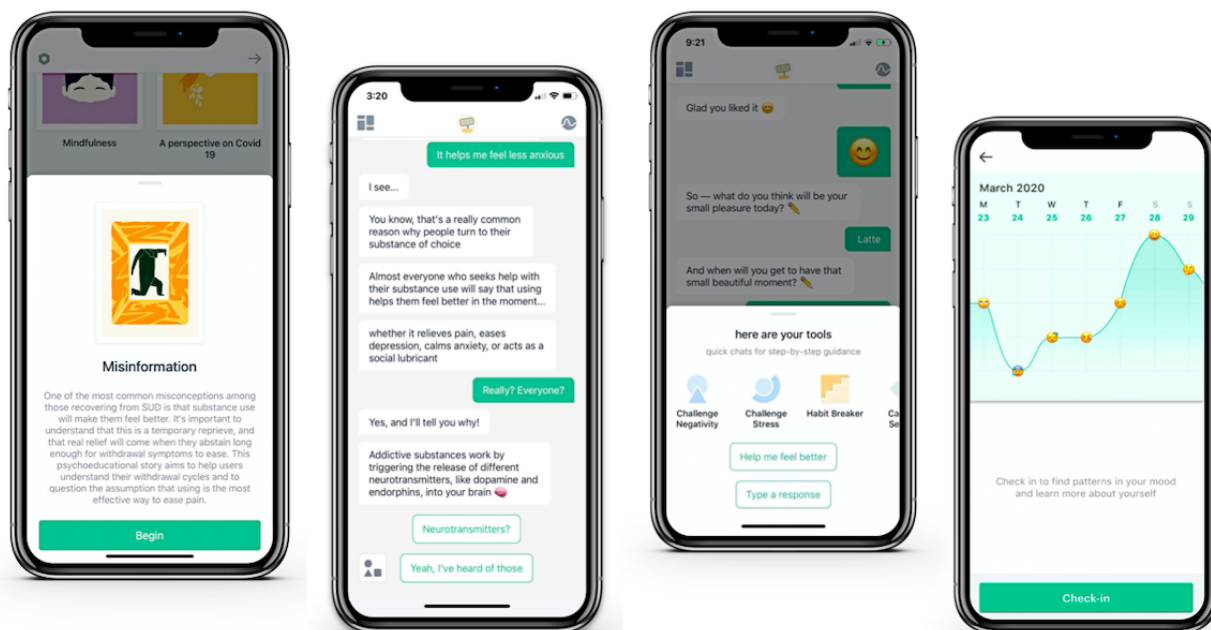 Mindfulness
A perspective on Covid
19
Misinformation
One of the most common misconceptions among
those recovering from SUD is that substance use
will make them feel better. It's important to
understand that this is a temporary reprieve, and
that real relief will come when they abstain long
enough for withdrawal symptoms to ease. This
psychoeducational story aims to help users
understand their withdrawal cycles and to
question the assumption that using is the most
effective way to ease pain.
Begin
3:20
It helps me feel less anxious
I see...
You know, that's a really common
reason why people turn to their
substance of choice
Almost everyone who seeks help with
their substance use will say that using
helps them feel better in the moment...
whether it relieves pain, eases
depression, calms anxiety, or acts as a
social lubricant
Really? Everyone?
Yes, and I'll tell you why!
Addictive substances work by
triggering the release of different
neurotransmitters, like dopamine and
endorphins, into your brain 🧠
Neurotransmitters?
Yeah, I've heard of those
9:21
Glad you liked it 😊
😊
So — what do you think will be your
small pleasure today? ✏️
Latte
And when will you get to have that
small beautiful moment? ✏️
here are your tools
quick chats for step-by-step guidance
Challenge
Negativity
Challenge
Stress
Habit Breaker
Ca
Se
Help me feel better
Type a response
March 2020
M T W T F S S
23 24 25 26 27 28 29
Check in to find patterns in your mood
and learn more about yourself
Check-in